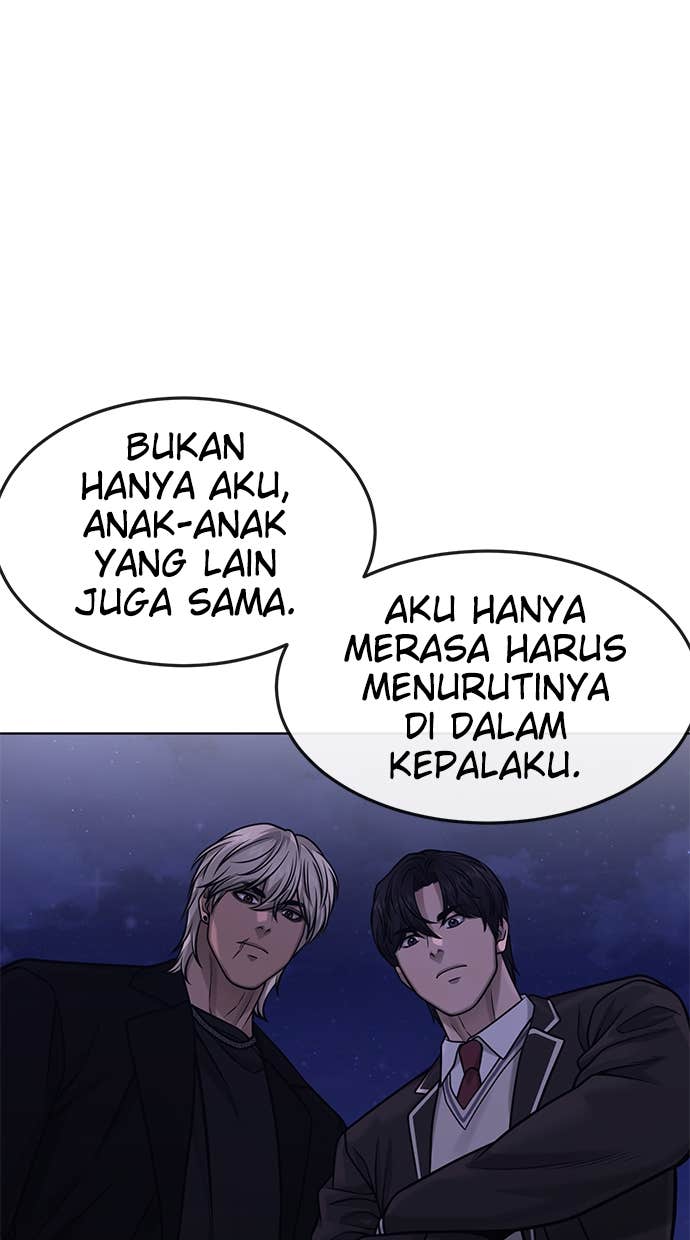 BUKAN
HANYA AKU,
ANAK-ANAK
YANG LAIN
JUGA SAMA.
AKU HANYA
MERASA HARUS
MENURUTINYA
DI DALAM
KEPALAKU.